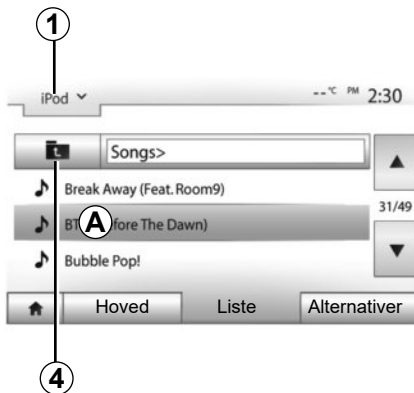 1
iPod --°C PM 2:30
Songs>
Break Away (Feat. Room9)
31/49
A fore The Dawn)
Bubble Pop!
Hoved Liste Alternativer
4